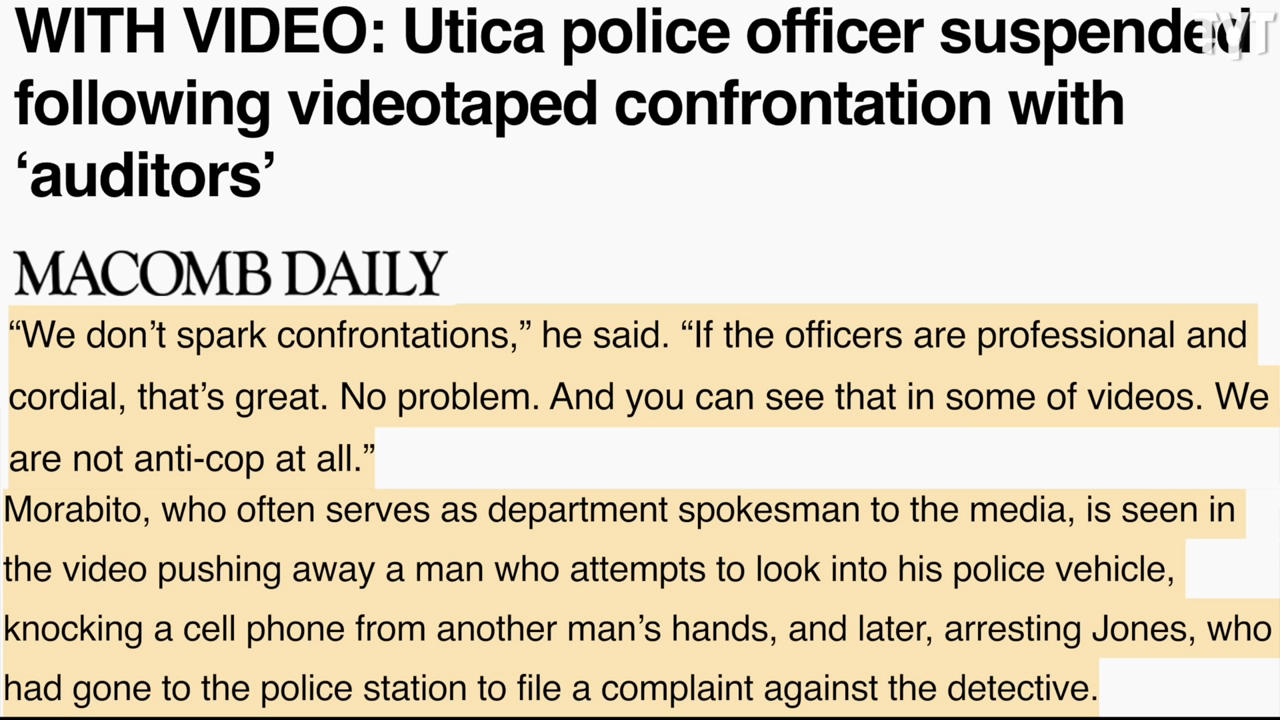 WITH VIDEO: Utica police officer suspended
following videotaped confrontation with
‘auditors’
MACOMB DAILY
“We don’t spark confrontations,” he said. “If the officers are professional and
cordial, that’s great. No problem. And you can see that in some of videos. We
are not anti-cop at all.”
Morabito, who often serves as department spokesman to the media, is seen in
the video pushing away a man who attempts to look into his police vehicle,
knocking a cell phone from another man’s hands, and later, arresting Jones, who
had gone to the police station to file a complaint against the detective.